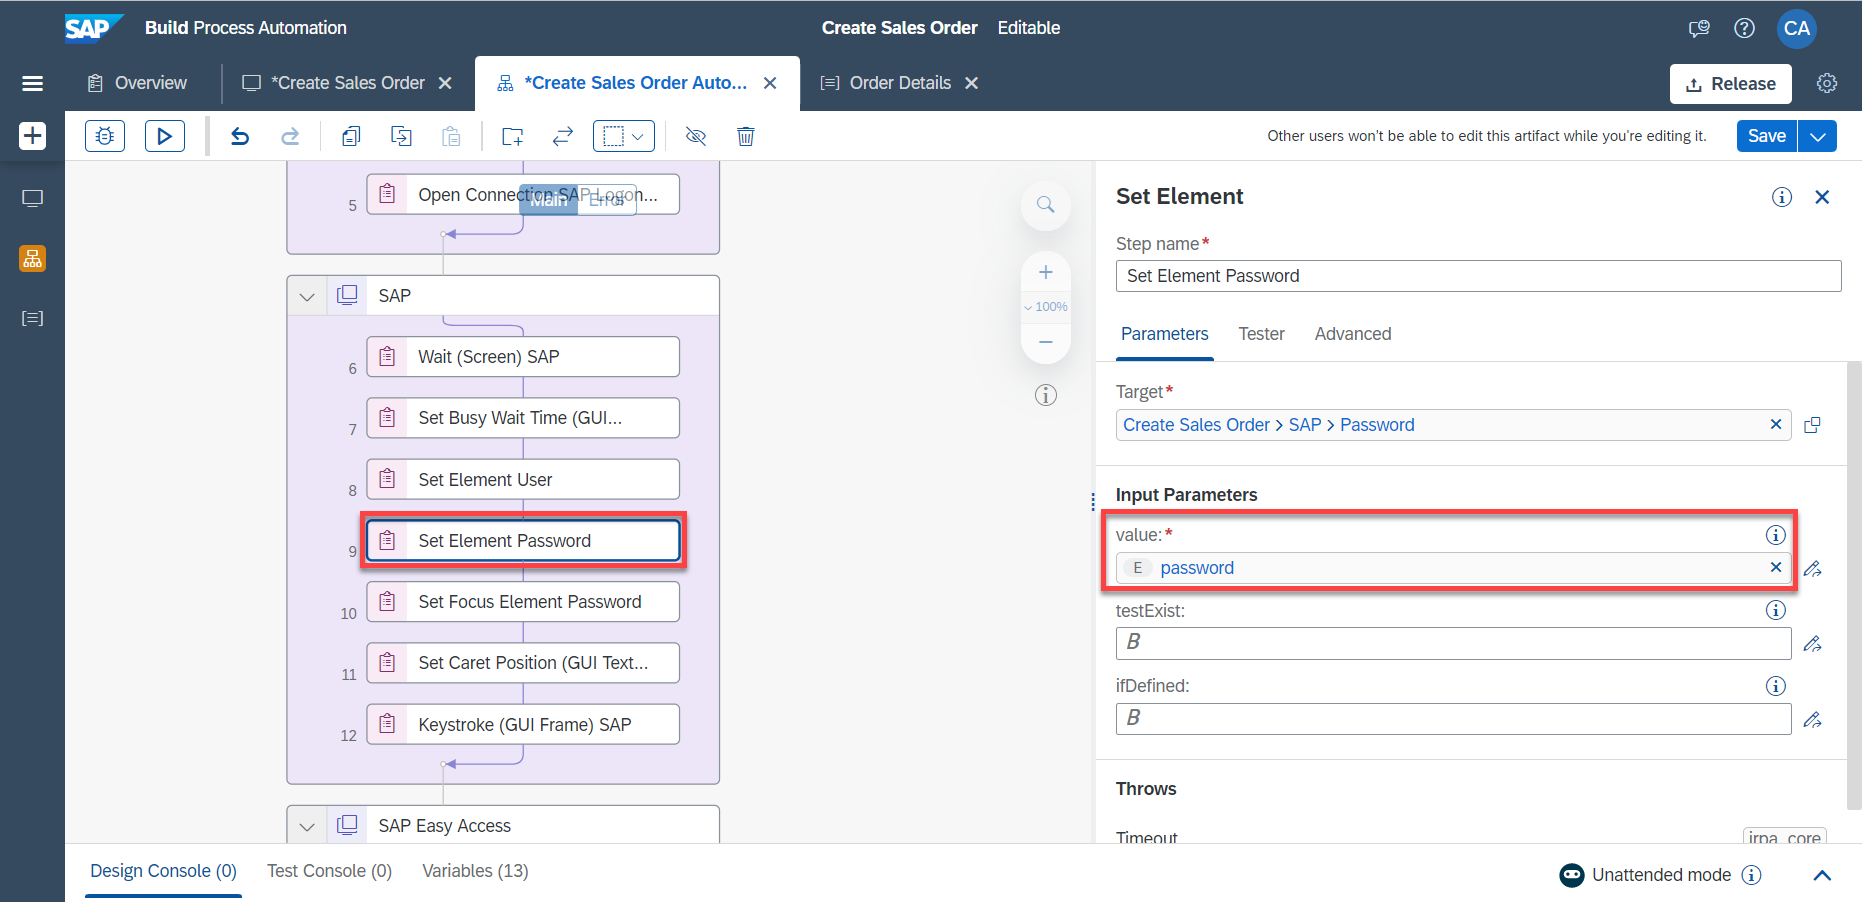 SAP Build Process Automation
Create Sales Order Editable
CA
Overview
*Create Sales Order
*Create Sales Order Auto...
Order Details
Release
Other users won't be able to edit this artifact while you're editing it.
Save
5
Open Connection SAP Logon...
Main
Error
SAP
6
Wait (Screen) SAP
7
Set Busy Wait Time (GUI...
8
Set Element User
9
Set Element Password
10
Set Focus Element Password
11
Set Caret Position (GUI Text...
12
Keystroke (GUI Frame) SAP
SAP Easy Access
100%
Set Element
Step name*
Set Element Password
Parameters
Tester
Advanced
Target*
Create Sales Order > SAP > Password
Input Parameters
value:*
E password
testExist:
B
ifDefined:
B
Throws
Timeout
irpa_core
Design Console (0)
Test Console (0)
Variables (13)
Unattended mode